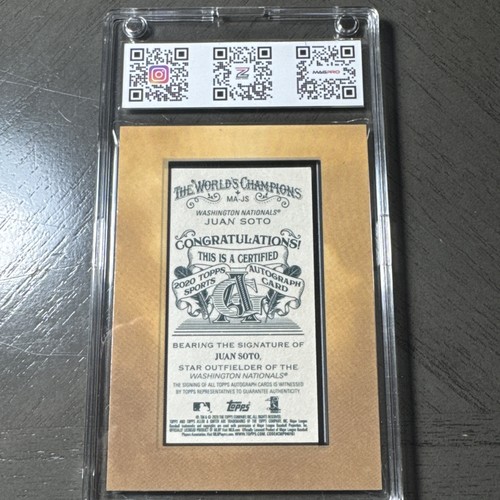 MAGPRO
THE WORLD'S CHAMPIONS
MA-JS
WASHINGTON NATIONALS®
JUAN SOTO
CONGRATULATIONS!
THIS IS A CERTIFIED
2020 TOPPS
SPORTS
AUTOGRAPH
CARD
BEARING THE SIGNATURE OF
JUAN SOTO,
STAR OUTFIELDER OF THE
WASHINGTON NATIONALS®
THE SIGNING OF ALL TOPPS AUTOGRAPH CARDS IS WITNESSED
BY TOPPS REPRESENTATIVES TO GUARANTEE AUTHENTICITY.
Topps